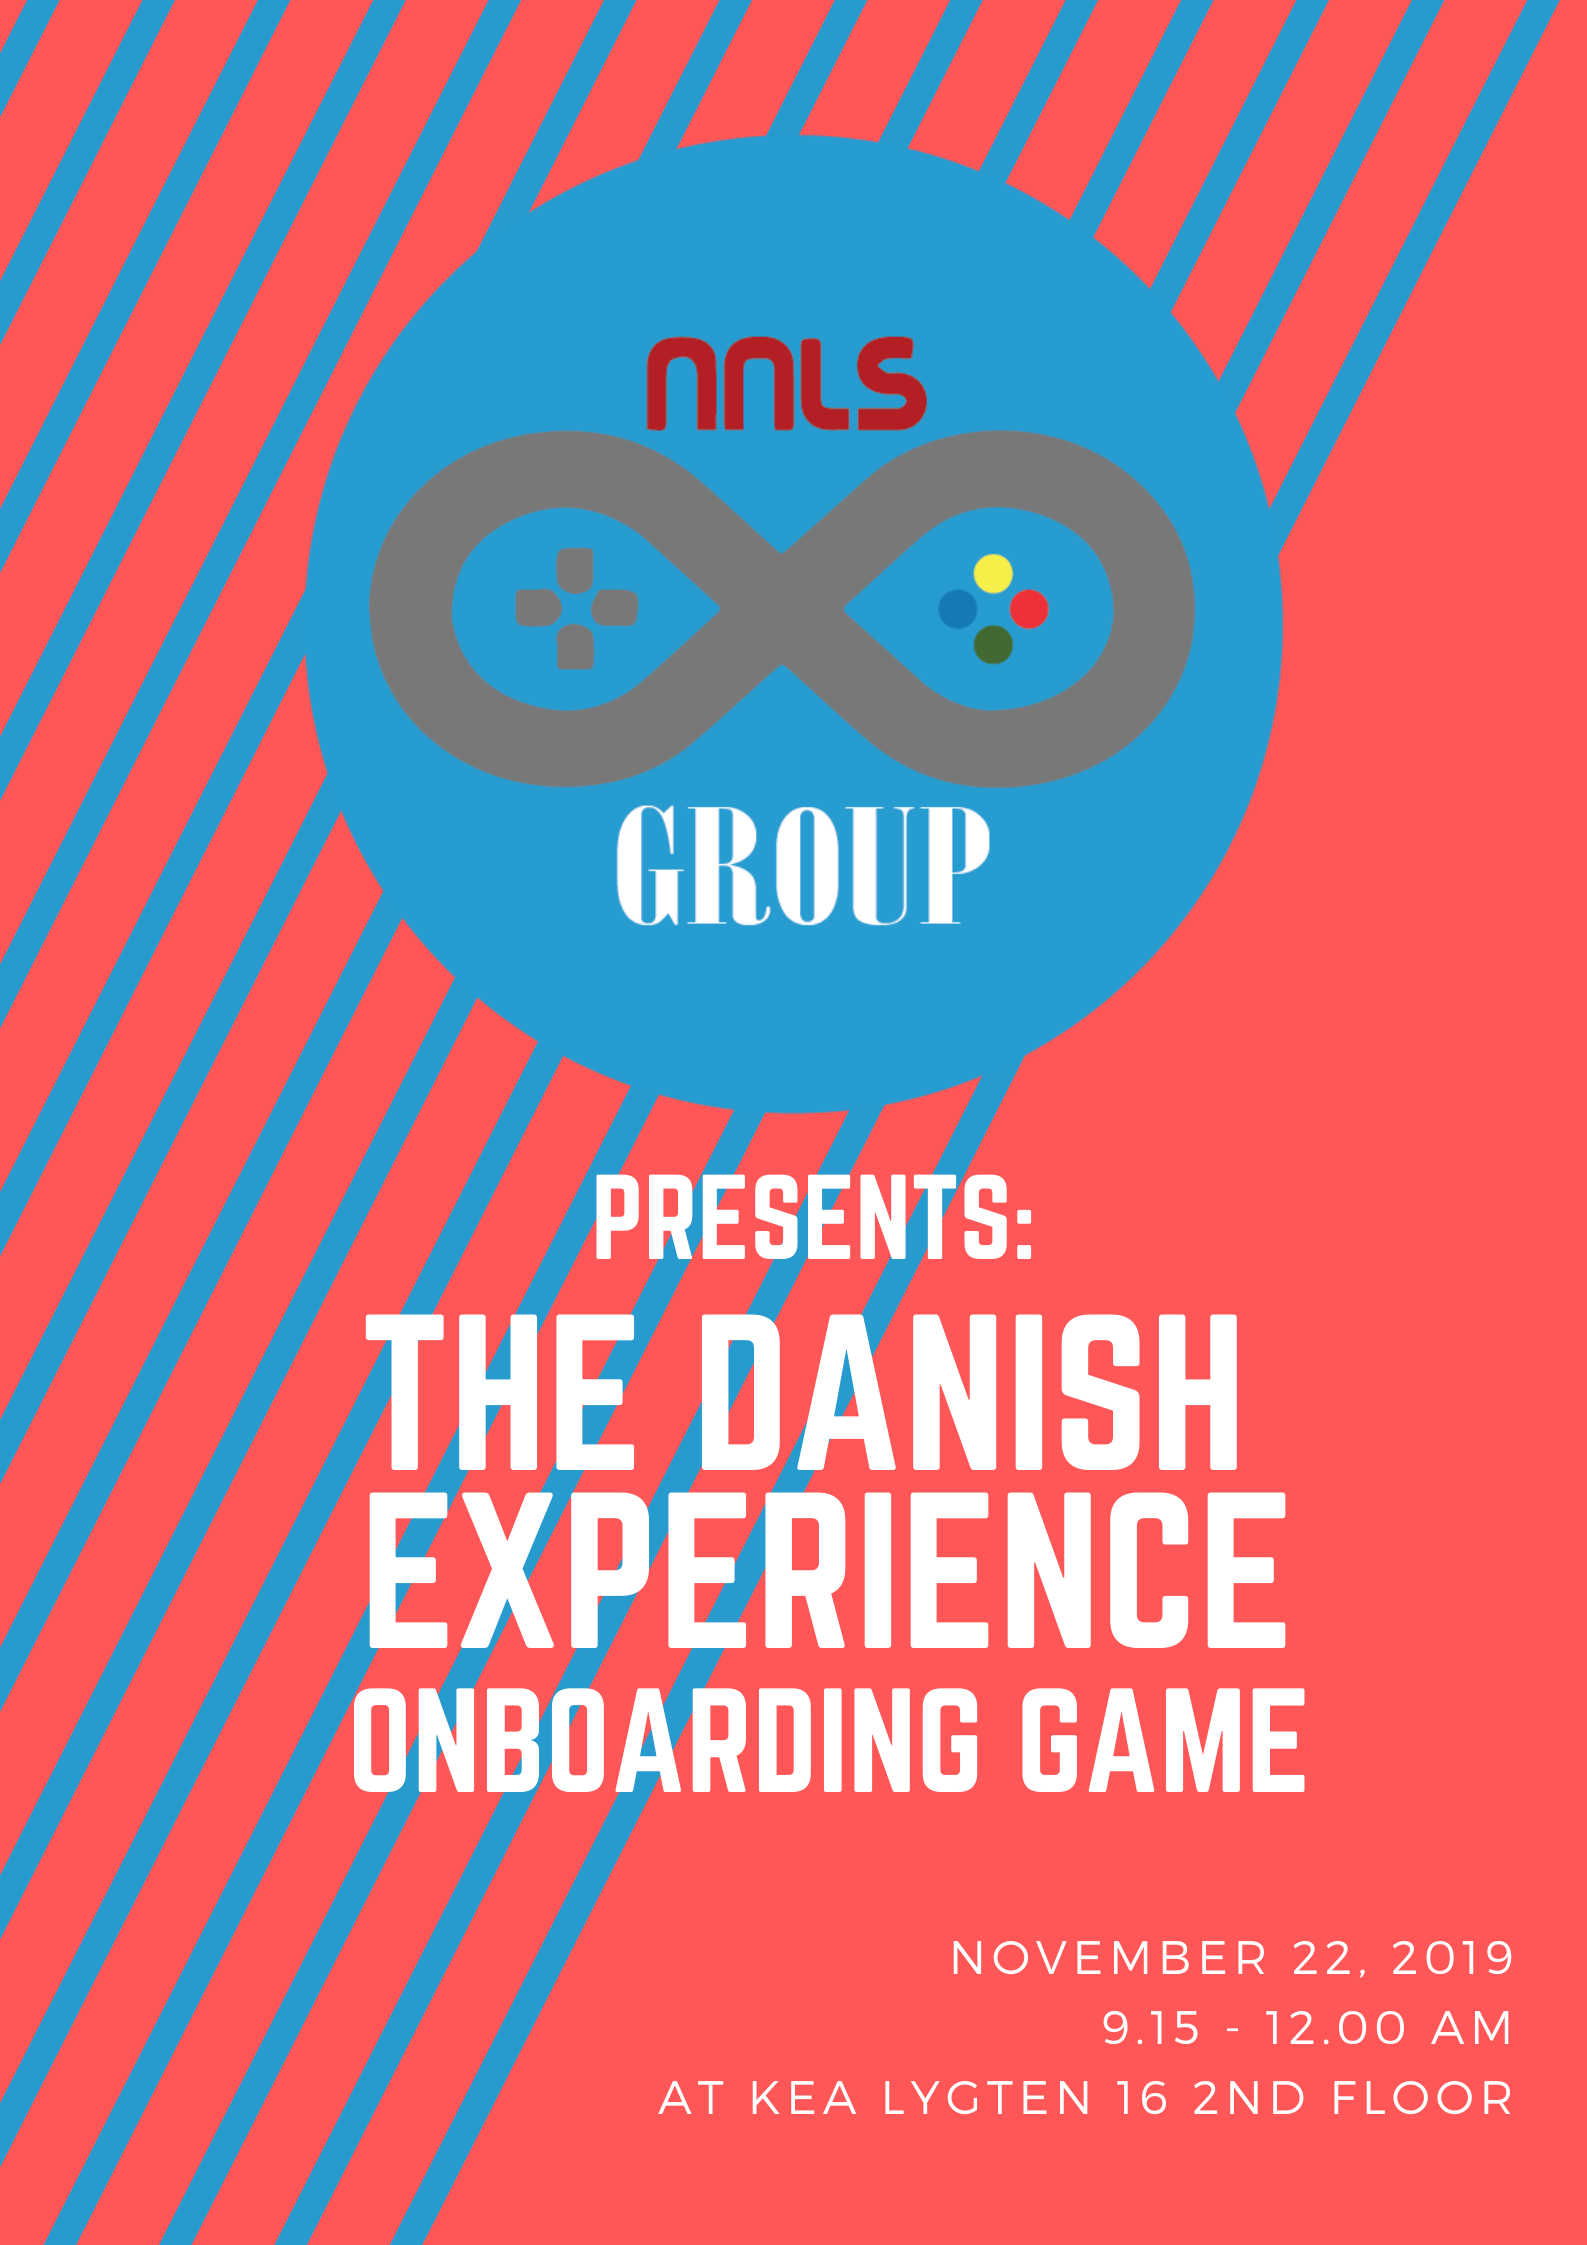 NNLS
GROUP
PRESENTS:
THE DANISH
EXPERIENCE
ONBOARDING GAME
NOVEMBER 22, 2019
9.15 - 12.00 AM
AT KEA LYGTEN 16 2ND FLOOR